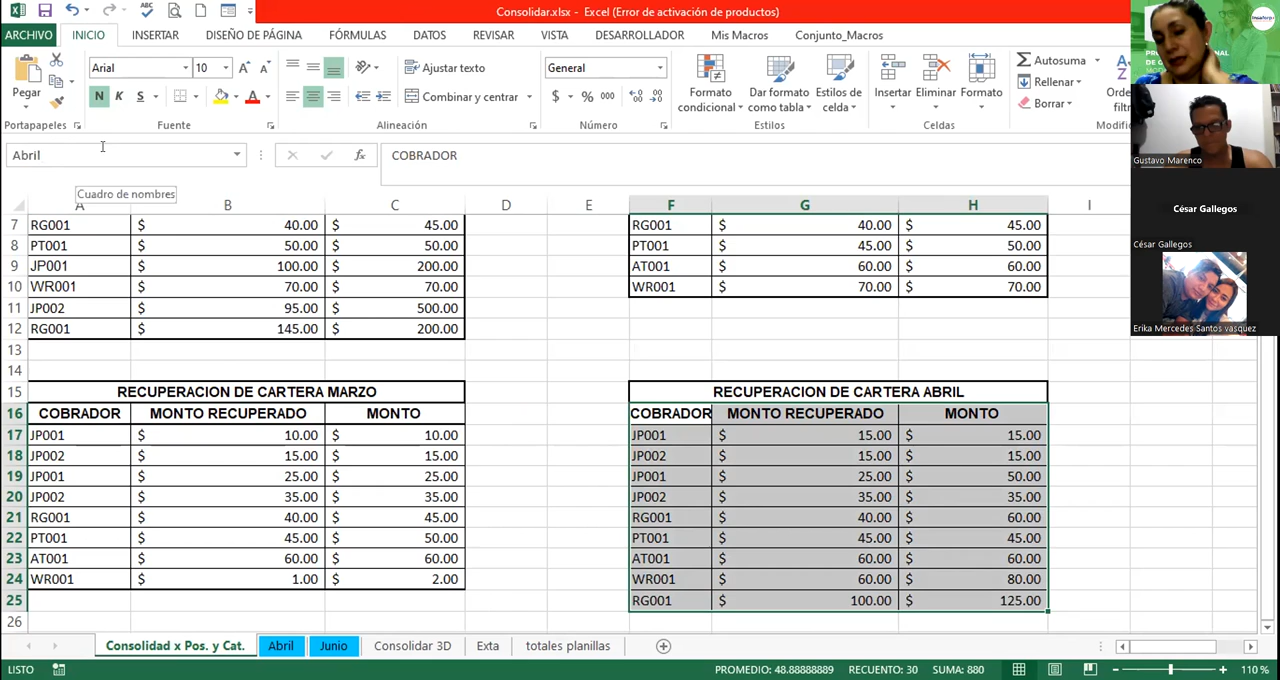 Consolidar.xlsx - Excel (Error de activación de productos)
ARCHIVO INICIO INSERTAR DISEÑO DE PÁGINA FÓRMULAS DATOS REVISAR VISTA DESARROLLADOR Mis Macros Conjunto_Macros
Pegar
Arial 10
N K S
Ajustar texto
Combinar y centrar
General
$ % 000
Formato condicional
Dar formato como tabla
Estilos de celda
Insertar Eliminar Formato
Autosuma
Rellenar
Borrar
Portapapeles Fuente Alineación Número Estilos Celdas
Abril fx COBRADOR
Cuadro de nombres
A B C D E F G H I
7 RG001 $ 40.00 $ 45.00 RG001 $ 40.00 $ 45.00
8 PT001 $ 50.00 $ 50.00 PT001 $ 45.00 $ 50.00
9 JP001 $ 100.00 $ 200.00 AT001 $ 60.00 $ 60.00
10 WR001 $ 70.00 $ 70.00 WR001 $ 70.00 $ 70.00
11 JP002 $ 95.00 $ 500.00
12 RG001 $ 145.00 $ 200.00
13
14
15 RECUPERACION DE CARTERA MARZO RECUPERACION DE CARTERA ABRIL
16 COBRADOR MONTO RECUPERADO MONTO COBRADOR MONTO RECUPERADO MONTO
17 JP001 $ 10.00 $ 10.00 JP001 $ 15.00 $ 15.00
18 JP002 $ 15.00 $ 15.00 JP002 $ 15.00 $ 15.00
19 JP001 $ 25.00 $ 25.00 JP001 $ 25.00 $ 50.00
20 JP002 $ 35.00 $ 35.00 JP002 $ 35.00 $ 35.00
21 RG001 $ 40.00 $ 45.00 RG001 $ 40.00 $ 60.00
22 PT001 $ 45.00 $ 50.00 PT001 $ 45.00 $ 45.00
23 AT001 $ 60.00 $ 60.00 AT001 $ 60.00 $ 60.00
24 WR001 $ 1.00 $ 2.00 WR001 $ 60.00 $ 80.00
25 RG001 $ 100.00 $ 125.00
26
Consolidad x Pos. y Cat. Abril Junio Consolidar 3D Exta totales planillas
LISTO PROMEDIO: 48.88888889 RECUENTO: 30 SUMA: 880 110 %
Gustavo Marenco
César Gallegos
César Gallegos
Erika Mercedes Santos vasquez